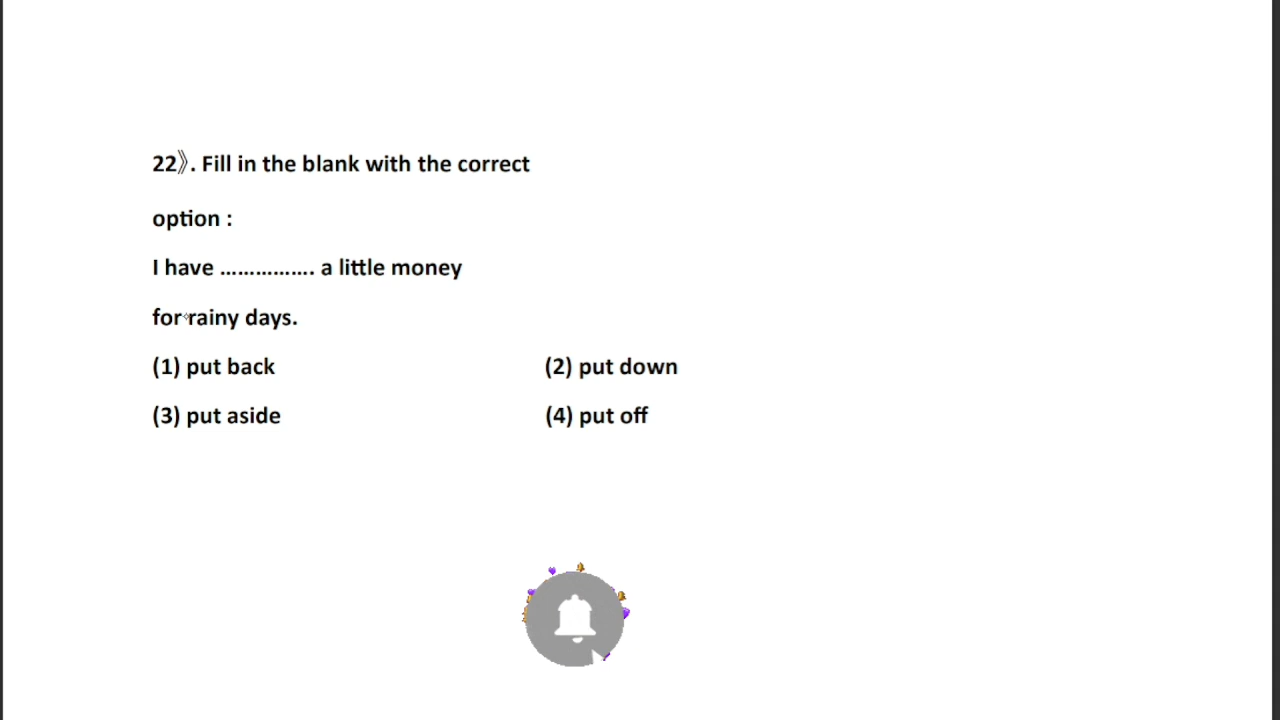 22》. Fill in the blank with the correct
option :
I have ................ a little money
for rainy days.
(1) put back (2) put down
(3) put aside (4) put off